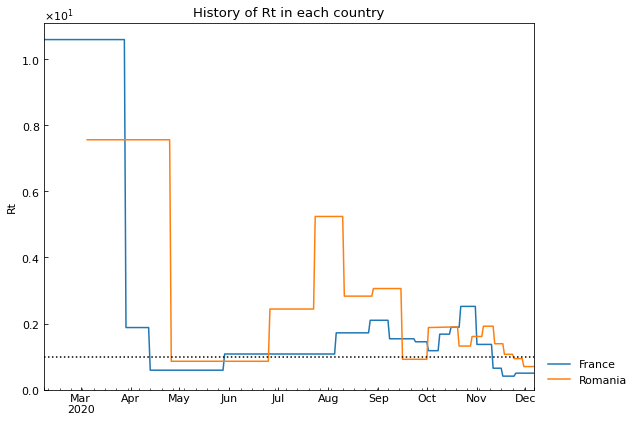 History of Rt in each country
×10¹
1.0
0.8
0.6
0.4
0.2
0.0
Rt
Mar Apr May Jun Jul Aug Sep Oct Nov Dec
2020
France
Romania